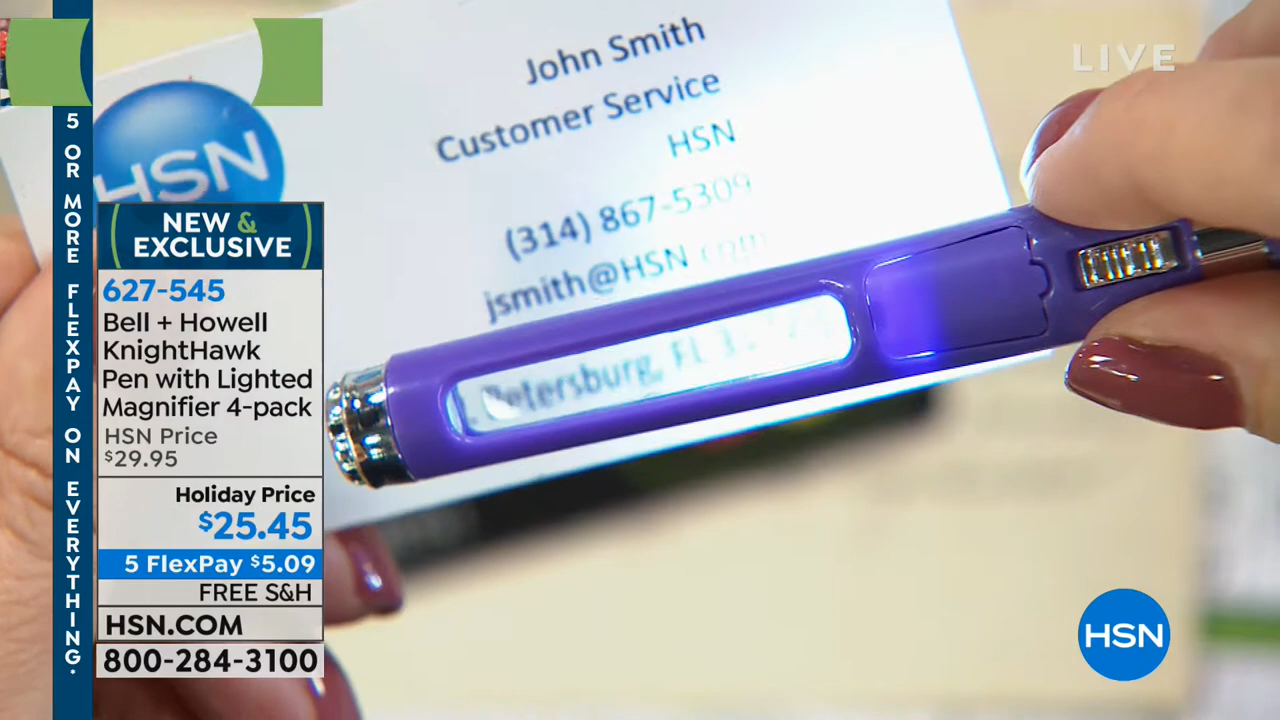 5 OR MORE FLEXPAY ON EVERYTHING.
HSN
NEW &
EXCLUSIVE
627-545
Bell + Howell
KnightHawk
Pen with Lighted
Magnifier 4-pack
HSN Price
$29.95
Holiday Price
$25.45
5 FlexPay $5.09
FREE S&H
HSN.COM
800-284-3100
John Smith
Customer Service
HSN
(314) 867-5309
jsmith@HSN.com
Petersburg, FL
LIVE
HSN